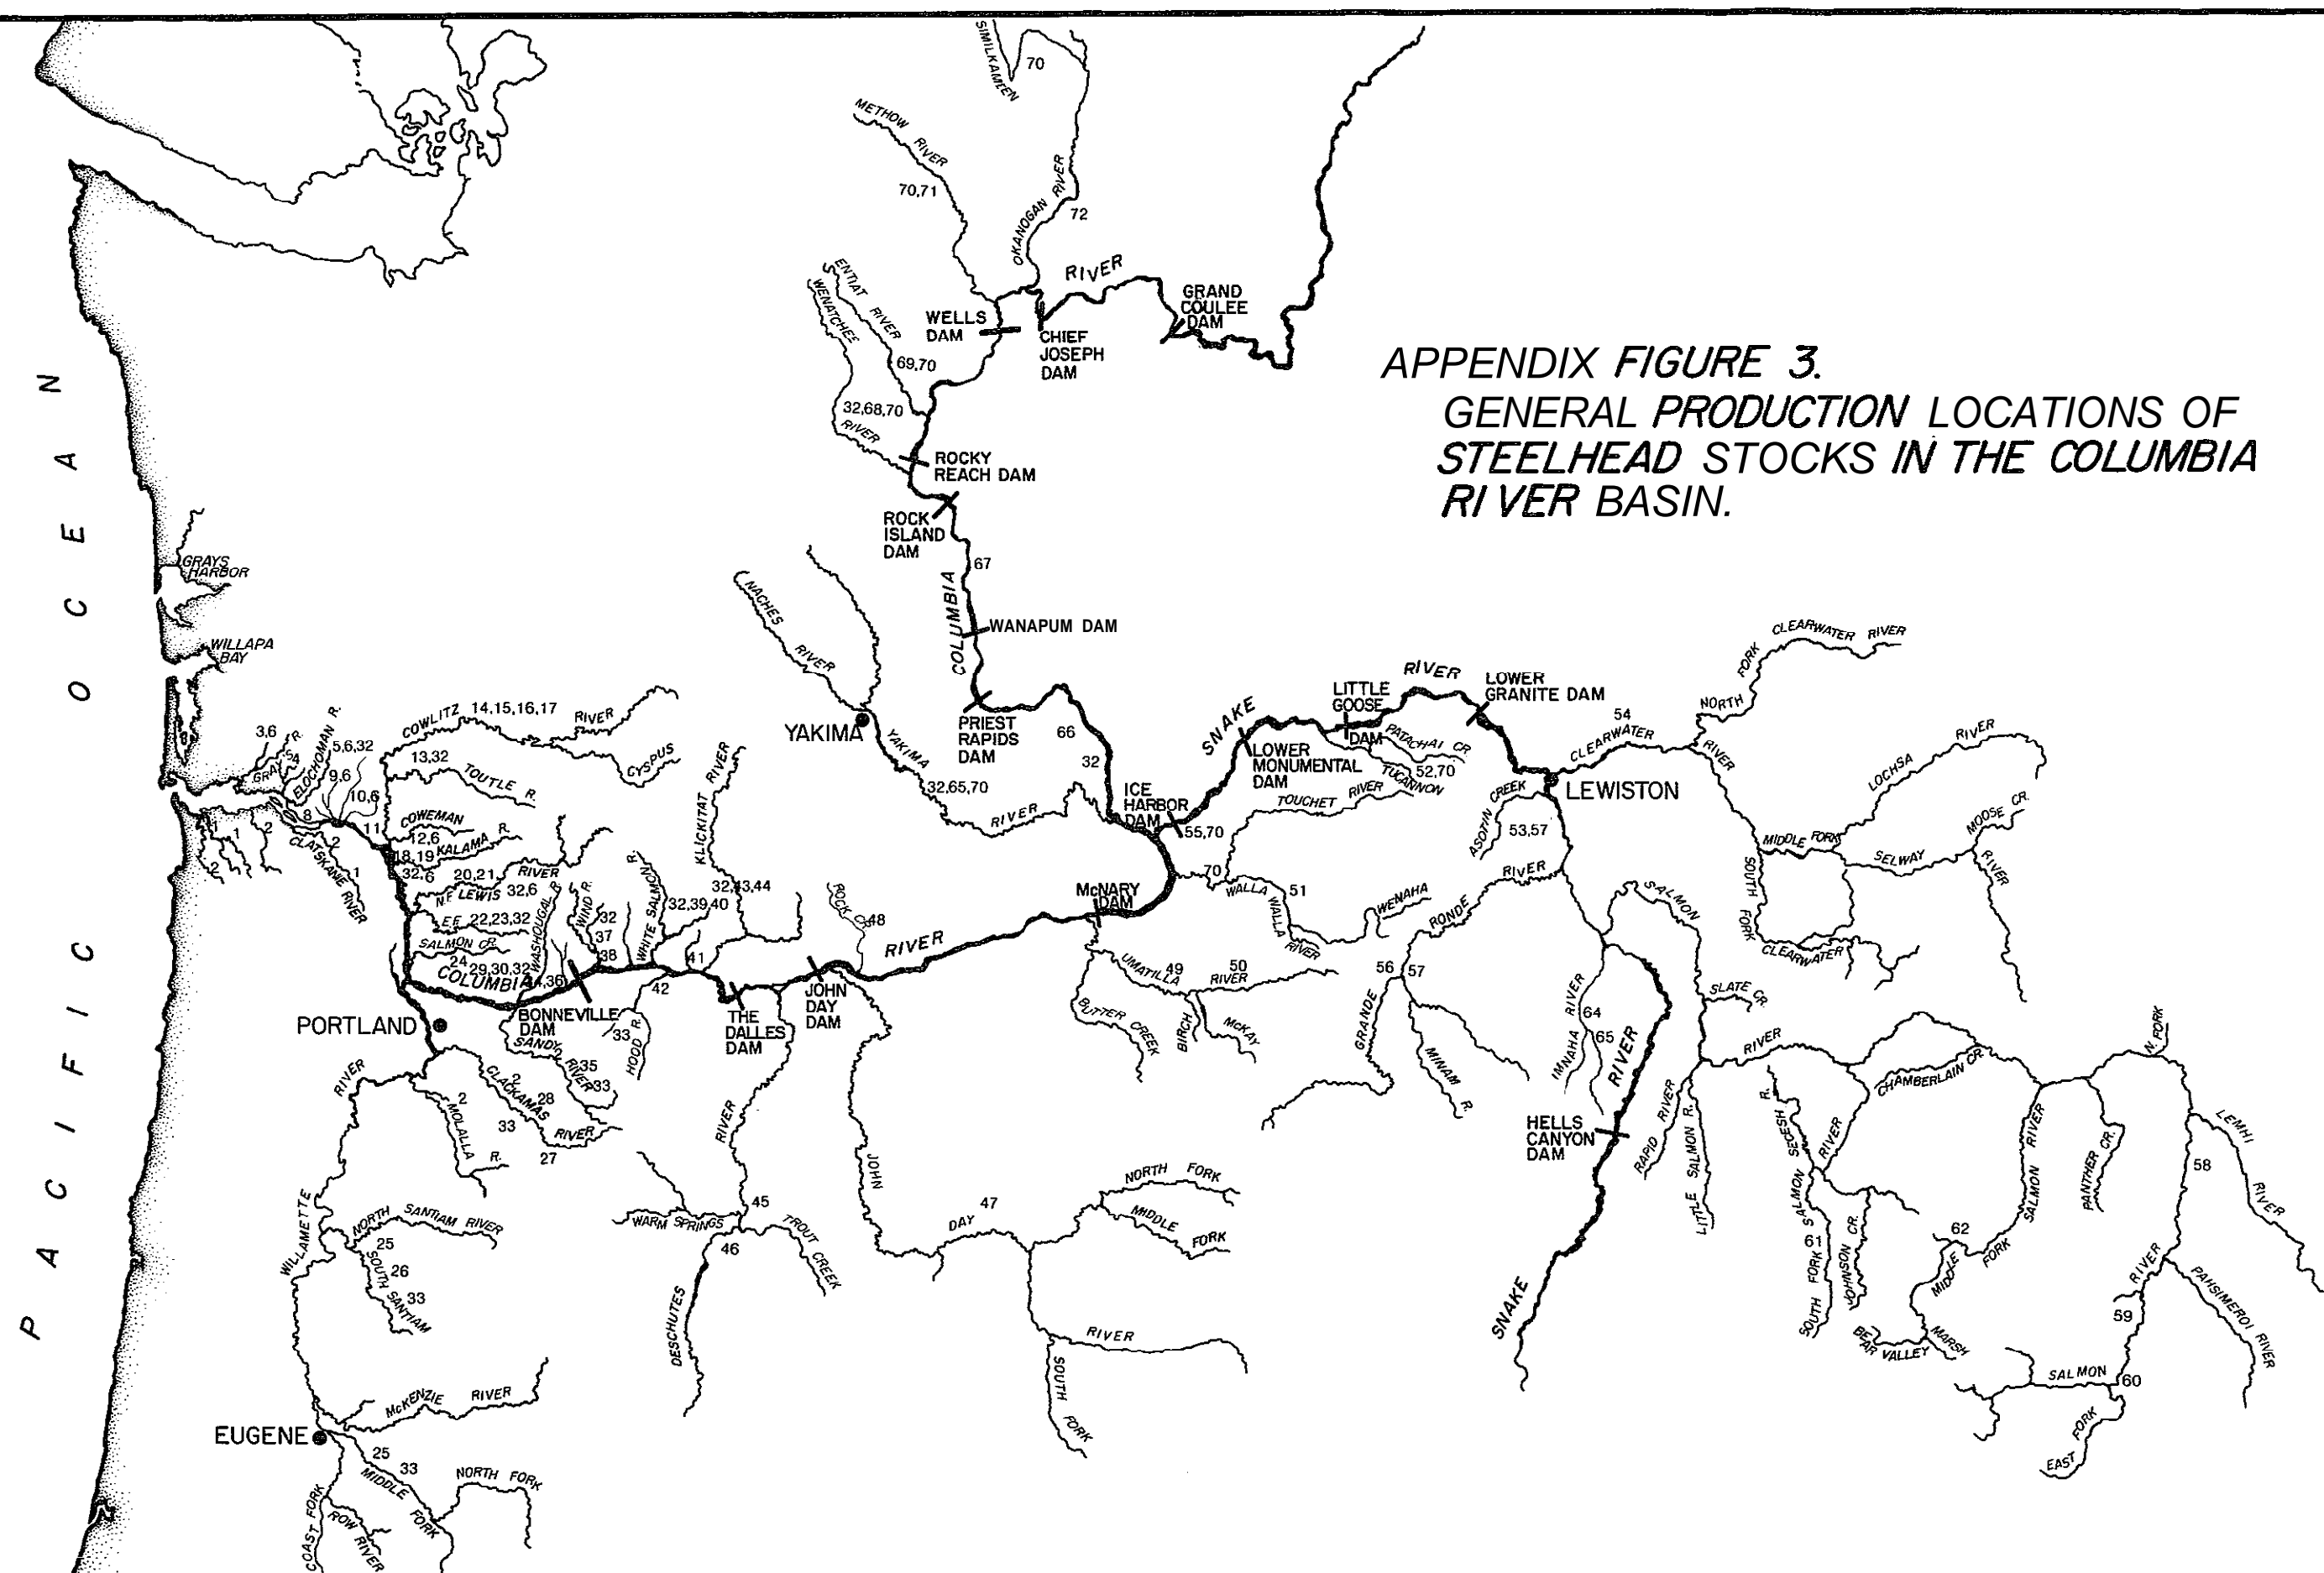 SIMILKAMEEN
70
METHOW
RIVER
70,71
OKANOGAN RIVER
72
ENTIAT RIVER
WENATCHEE
RIVER
RIVER
WELLS
DAM
GRAND
COULEE
DAM
CHIEF
JOSEPH
DAM
69,70
32,68,70
ROCKY
REACH DAM
ROCK
ISLAND
DAM
67
APPENDIX FIGURE 3.
GENERAL PRODUCTION LOCATIONS OF
STEELHEAD STOCKS IN THE COLUMBIA
RIVER BASIN.
PACIFIC OCEAN
GRAYS
HARBOR
WILLAPA
BAY
NACHES
RIVER
COLUMBIA
WANAPUM DAM
PRIEST
RAPIDS
DAM
YAKIMA
YAKIMA
RIVER
32,65,70
66
32
SNAKE
RIVER
LITTLE
GOOSE
DAM
LOWER
GRANITE DAM
LOWER
MONUMENTAL
DAM
ICE
HARBOR
DAM
55,70
PATACHAI CR
52,70
TUCANNON
TOUCHET RIVER
ASOTIN CREEK
53,57
LEWISTON
54
CLEARWATER
RIVER
NORTH FORK
CLEARWATER RIVER
LOCHSA RIVER
MOOSE CR.
MIDDLE FORK
SELWAY
RIVER
SOUTH FORK
CLEARWATER
3,6
GRAYS R.
4
ELOCHOMAN R.
5,6,32
9,6
10,6
8
11
1
1
2
2
2
1
CLATSKANIE RIVER
COWLITZ
14,15,16,17
RIVER
CYSPUS
13,32
TOUTLE R.
COWEMAN
12,6
KALAMA R.
18,19
32,6
20,21
RIVER
N.F. LEWIS
32,6
E.F.
22,23,32
SALMON CR.
24
29,30,32
WASHOUGAL R.
WIND R.
32
37
38
WHITE SALMON R.
32,39,40
KLICKITAT RIVER
32,43,44
41
42
ROCK CR.
48
COLUMBIA
RIVER
McNARY
DAM
70
WALLA WALLA RIVER
51
WENAHA
RONDE
RIVER
56
57
GRANDE
MINAM R.
UMATILLA
49
50
RIVER
BUTTER CREEK
BIRCH
McKAY
PORTLAND
BONNEVILLE
DAM
THE
DALLES
DAM
JOHN
DAY
DAM
SANDY
RIVER
2
35
33
33
HOOD R.
2
CLACKAMAS
28
33
RIVER
27
2
MOLALLA R.
RIVER
WILLAMETTE
NORTH SANTIAM RIVER
25
SOUTH SANTIAM
26
33
McKENZIE RIVER
EUGENE
25
33
MIDDLE FORK
NORTH FORK
COAST FORK
ROW RIVER
RIVER
45
WARM SPRINGS
46
TROUT CREEK
DESCHUTES
JOHN
DAY
47
NORTH FORK
MIDDLE
FORK
RIVER
SOUTH
FORK
SALMON
IMNAHA RIVER
64
65
RIVER
HELLS
CANYON
DAM
SNAKE
SLATE CR.
RAPID RIVER
LITTLE SALMON R.
RIVER
SECESH R.
RIVER
SOUTH FORK SALMON
61
JOHNSON CR.
CHAMBERLAIN CR.
N. FORK
LEMHI
RIVER
58
PANTHER CR.
SALMON RIVER
62
MIDDLE FORK
BEAR VALLEY
MARSH
RIVER
59
PAHSIMEROI RIVER
SALMON
60
EAST FORK